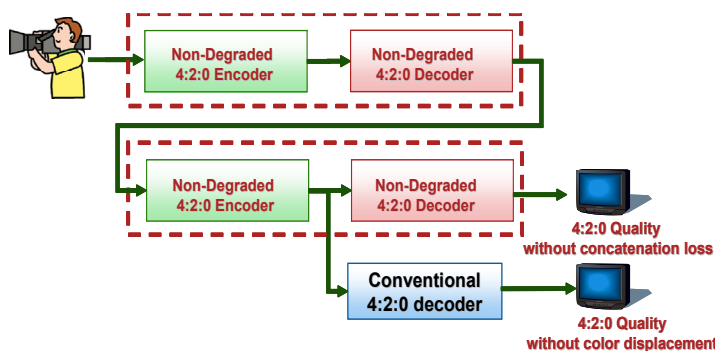 Non-Degraded
4:2:0 Encoder
Non-Degraded
4:2:0 Decoder
Non-Degraded
4:2:0 Encoder
Non-Degraded
4:2:0 Decoder
4:2:0 Quality
without concatenation loss
Conventional
4:2:0 decoder
4:2:0 Quality
without color displacement